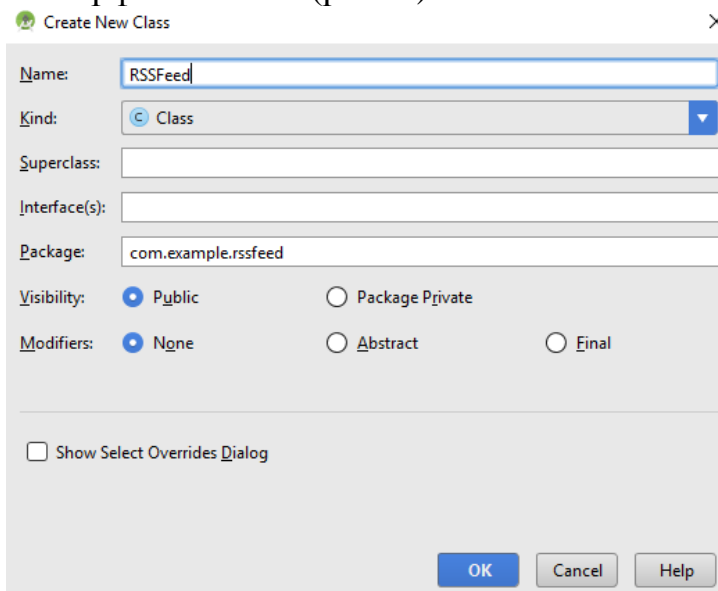 Create New Class
Name: RSSFeed
Kind: C Class
Superclass:
Interface(s):
Package: com.example.rssfeed
Visibility: Public Package Private
Modifiers: None Abstract Final
Show Select Overrides Dialog
OK Cancel Help